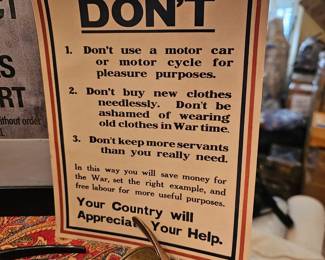 DON'T
1. Don't use a motor car
or motor cycle for
pleasure purposes.
2. Don't buy new clothes
needlessly. Don't be
ashamed of wearing
old clothes in War time.
3. Don't keep more servants
than you really need.
In this way you will save money for
the War, set the right example, and
free labour for more useful purposes.
Your Country will
Appreciate Your Help.
without order